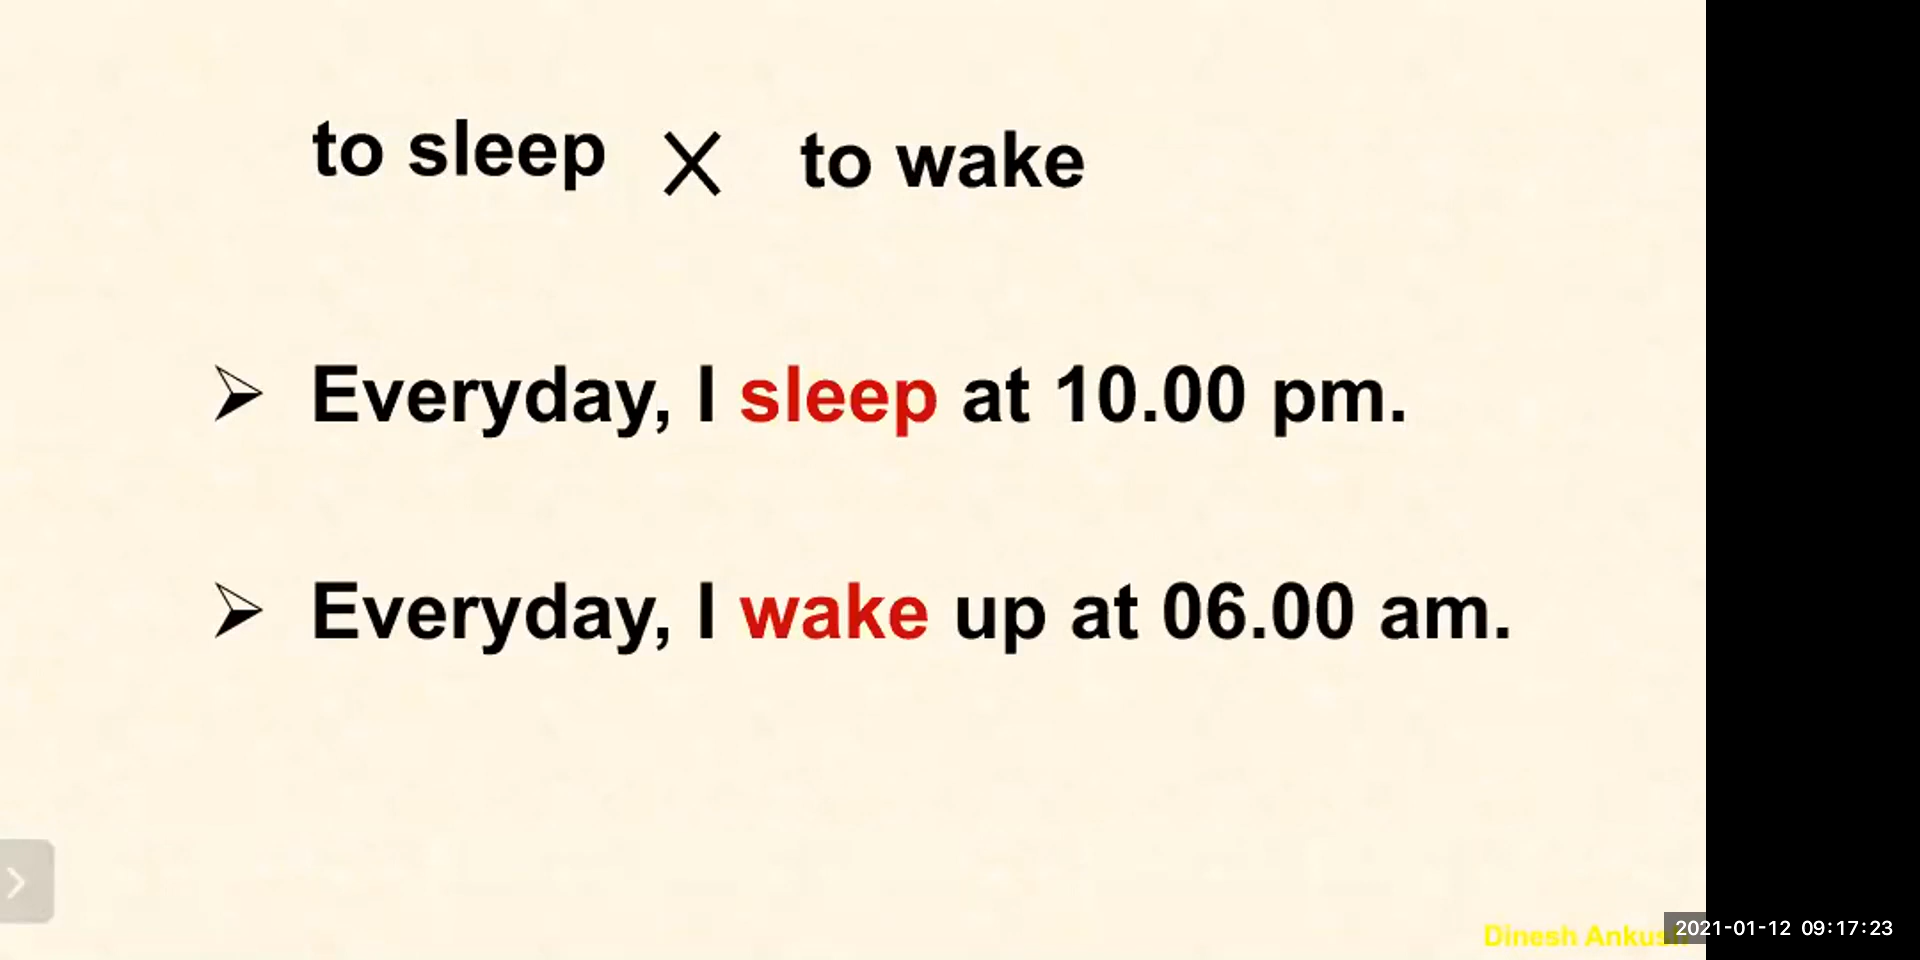 to sleep X to wake
➢ Everyday, I sleep at 10.00 pm.
➢ Everyday, I wake up at 06.00 am.
Dinesh
2021-01-12 09:17:23